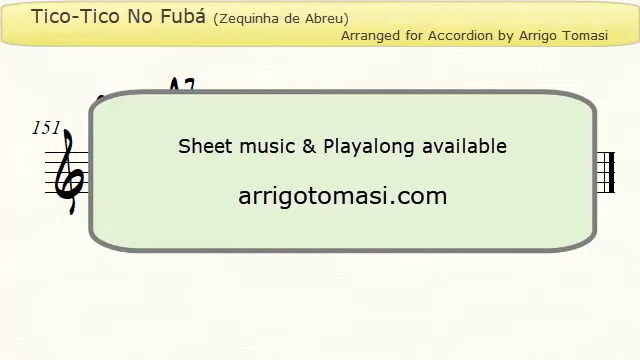 Tico-Tico No Fubá (Zequinha de Abreu)
Arranged for Accordion by Arrigo Tomasi
A7
151
Sheet music & Playalong available
arrigotomasi.com